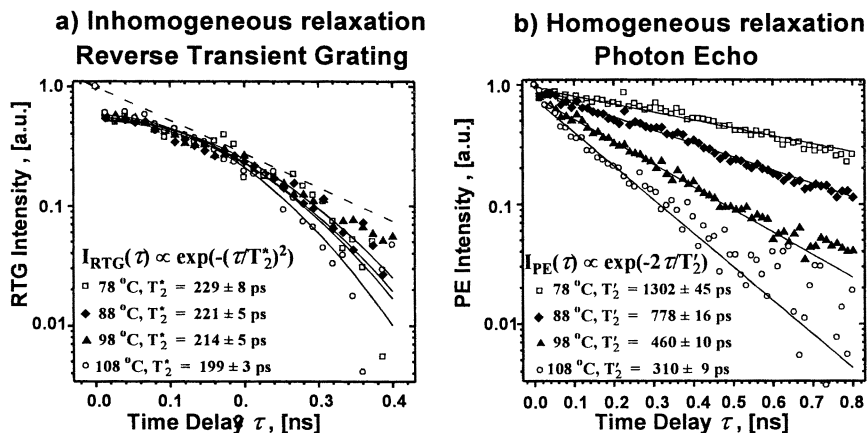 a) Inhomogeneous relaxation
Reverse Transient Grating
RTG Intensity , [a.u.]
1.0
0.1
0.01
I_RTG(τ) ∝ exp(-(τ/T₂*)²)
□ 78 °C, T₂* = 229 ± 8 ps
◆ 88 °C, T₂* = 221 ± 5 ps
▲ 98 °C, T₂* = 214 ± 5 ps
○ 108 °C, T₂* = 199 ± 3 ps
0.0 0.1 0.2 0.3 0.4
Time Delay τ , [ns]
b) Homogeneous relaxation
Photon Echo
PE Intensity , [a.u.]
1.0
0.1
0.01
I_PE(τ) ∝ exp(-2τ/T₂′)
□ 78 °C, T₂′ = 1302 ± 45 ps
◆ 88 °C, T₂′ = 778 ± 16 ps
▲ 98 °C, T₂′ = 460 ± 10 ps
○ 108 °C, T₂′ = 310 ± 9 ps
0.0 0.1 0.2 0.3 0.4 0.5 0.6 0.7 0.8
Time Delay τ , [ns]